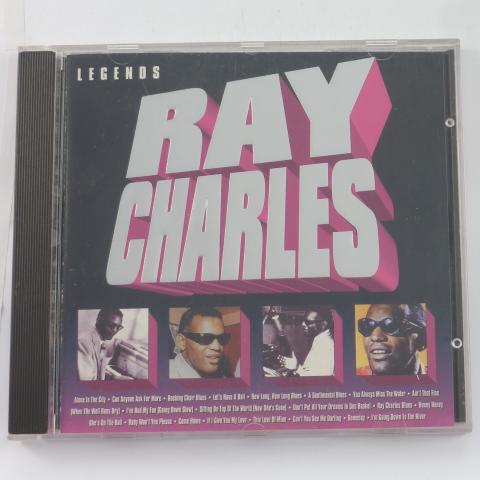 LEGENDS
RAY
CHARLES
Alone In The City • Can Anyone Ask For More • Rocking Chair Blues • Let's Have A Ball • How Long, How Long Blues • A Sentimental Blues • You Always Miss The Water • Ain't That Fine
(When The Well Runs Dry) • I've Had My Fun (Going Down Slow) • Sitting On Top Of The World (Now She's Gone) • Don't Put All Your Dreams In One Basket • Ray Charles Blues • Honey Honey
She's On The Ball • Baby Won't You Please Come Home • If I Give You My Love • This Love Of Mine • Can't You See Me Darling • Someday • I'm Going Down To The River